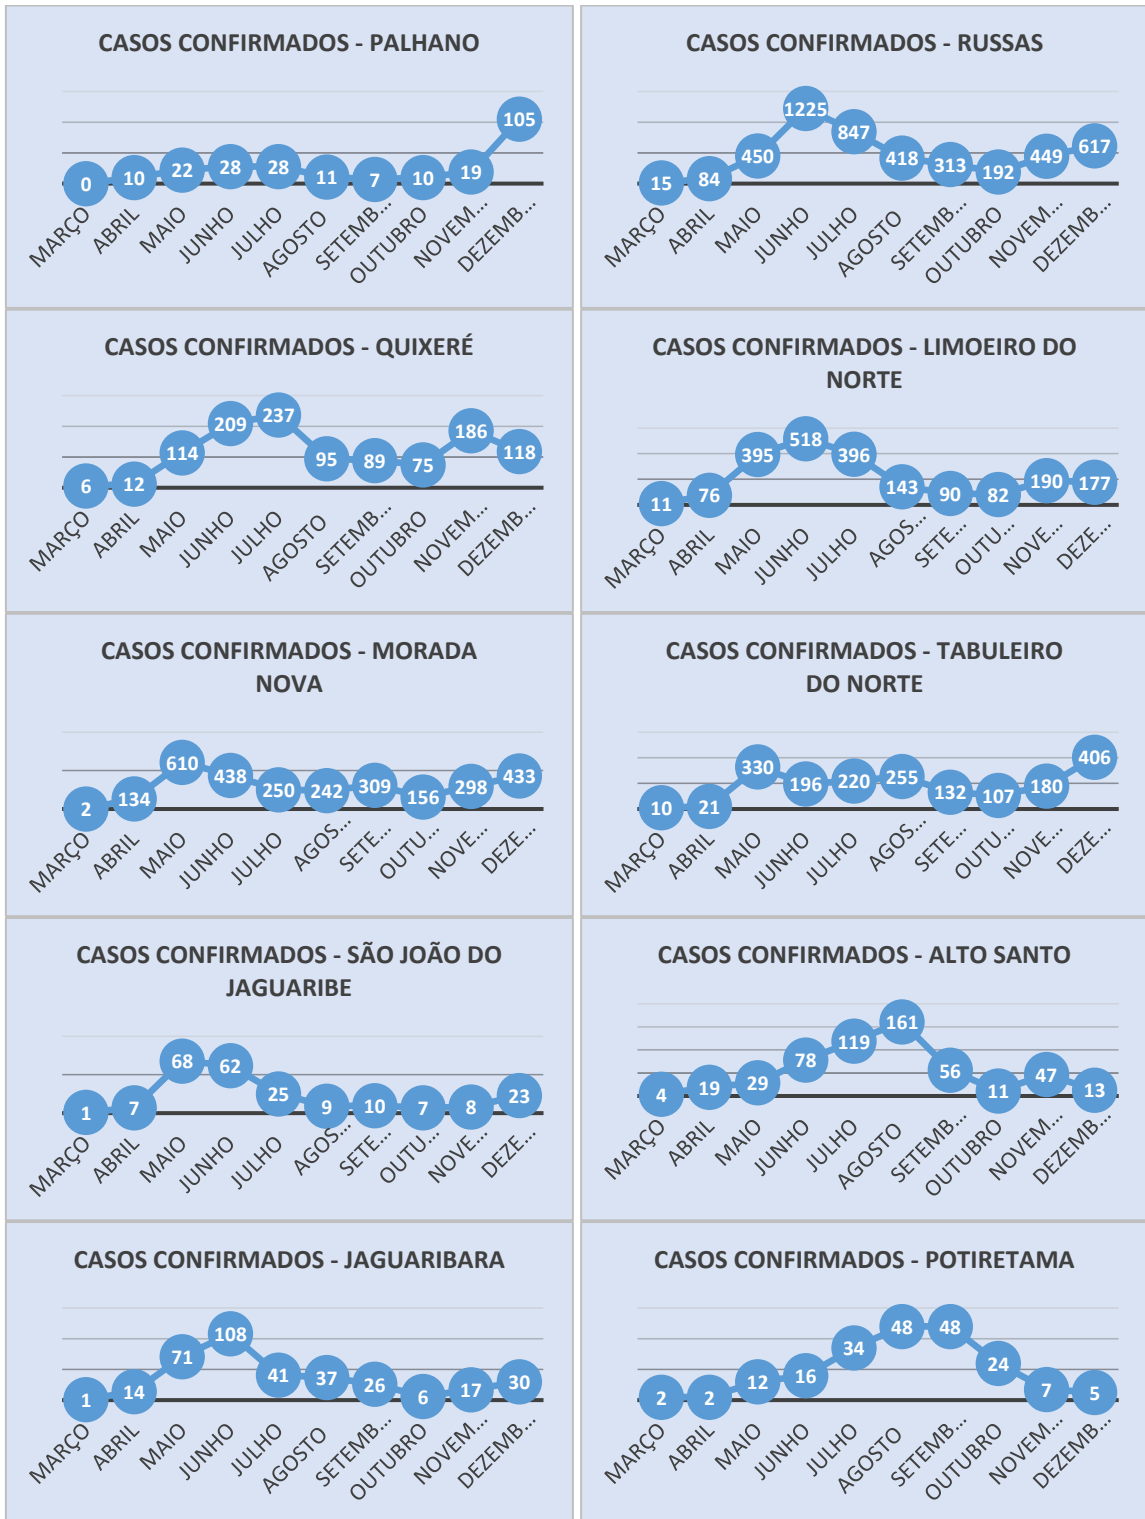 CASOS CONFIRMADOS - PALHANO
0 10 22 28 28 11 7 10 19 105
MARÇO ABRIL MAIO JUNHO JULHO AGOSTO SETEMB... OUTUBRO NOVEM... DEZEMB...
CASOS CONFIRMADOS - RUSSAS
15 84 450 1225 847 418 313 192 449 617
MARÇO ABRIL MAIO JUNHO JULHO AGOSTO SETEMB... OUTUBRO NOVEM... DEZEMB...
CASOS CONFIRMADOS - QUIXERÉ
6 12 114 209 237 95 89 75 186 118
MARÇO ABRIL MAIO JUNHO JULHO AGOSTO SETEMB... OUTUBRO NOVEM... DEZEMB...
CASOS CONFIRMADOS - LIMOEIRO DO
NORTE
11 76 395 518 396 143 90 82 190 177
MARÇO ABRIL MAIO JUNHO JULHO AGOS... SETE... OUTU... NOVE... DEZE...
CASOS CONFIRMADOS - MORADA
NOVA
2 134 610 438 250 242 309 156 298 433
MARÇO ABRIL MAIO JUNHO JULHO AGOS... SETE... OUTU... NOVE... DEZE...
CASOS CONFIRMADOS - TABULEIRO
DO NORTE
10 21 330 196 220 255 132 107 180 406
MARÇO ABRIL MAIO JUNHO JULHO AGOS... SETE... OUTU... NOVE... DEZE...
CASOS CONFIRMADOS - SÃO JOÃO DO
JAGUARIBE
1 7 68 62 25 9 10 7 8 23
MARÇO ABRIL MAIO JUNHO JULHO AGOS... SETE... OUTU... NOVE... DEZE...
CASOS CONFIRMADOS - ALTO SANTO
4 19 29 78 119 161 56 11 47 13
MARÇO ABRIL MAIO JUNHO JULHO AGOSTO SETEMB... OUTUBRO NOVEM... DEZEMB...
CASOS CONFIRMADOS - JAGUARIBARA
1 14 71 108 41 37 26 6 17 30
MARÇO ABRIL MAIO JUNHO JULHO AGOSTO SETEMB... OUTUBRO NOVEM... DEZEMB...
CASOS CONFIRMADOS - POTIRETAMA
2 2 12 16 34 48 48 24 7 5
MARÇO ABRIL MAIO JUNHO JULHO AGOSTO SETEMB... OUTUBRO NOVEM... DEZEMB...